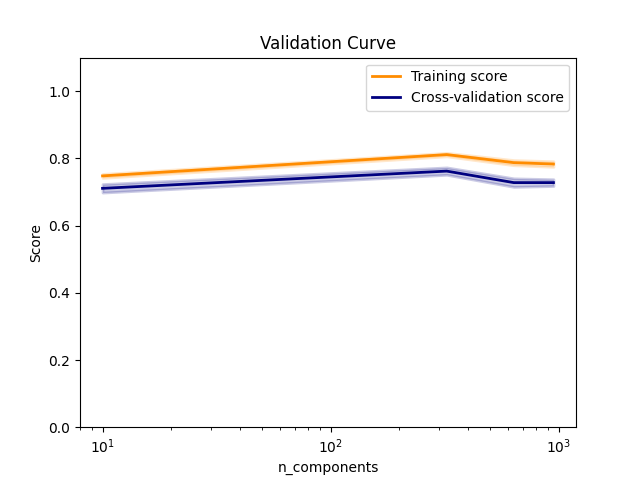 Validation Curve
Training score
Cross-validation score
1.0
0.8
0.6
0.4
0.2
0.0
Score
10¹
10²
10³
n_components